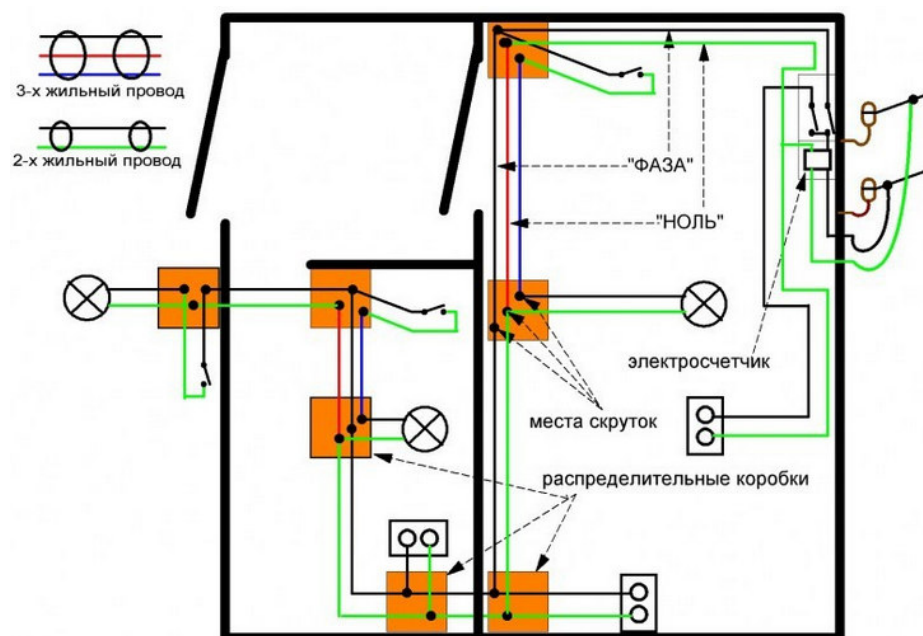 3-х жильный провод
2-х жильный провод
"ФАЗА"
"НОЛЬ"
электросчетчик
места скруток
распределительные коробки